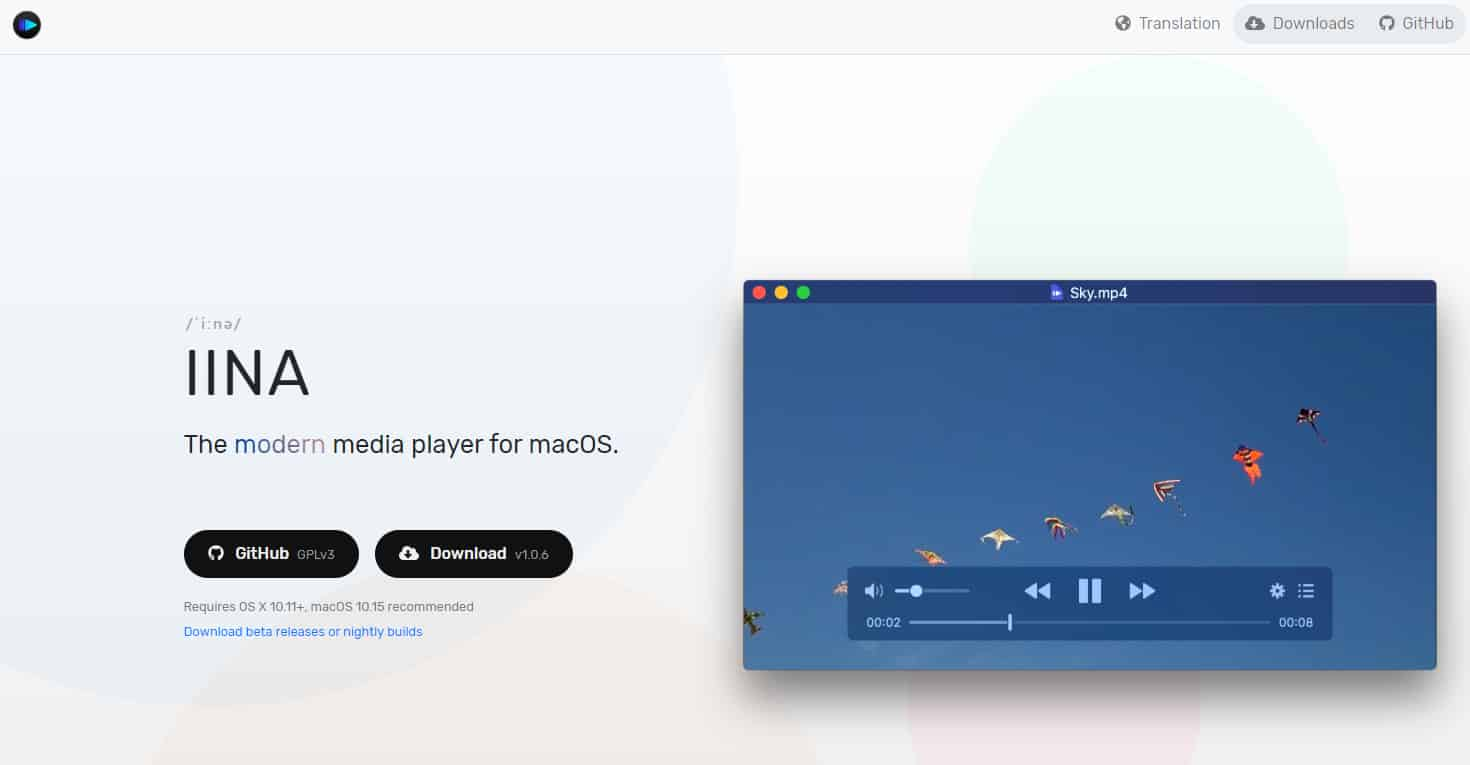 Translation Downloads GitHub
/ˈiːnə/
IINA
The modern media player for macOS.
GitHub GPLv3 Download v1.0.6
Requires OS X 10.11+, macOS 10.15 recommended
Download beta releases or nightly builds
Sky.mp4
00:02 00:08